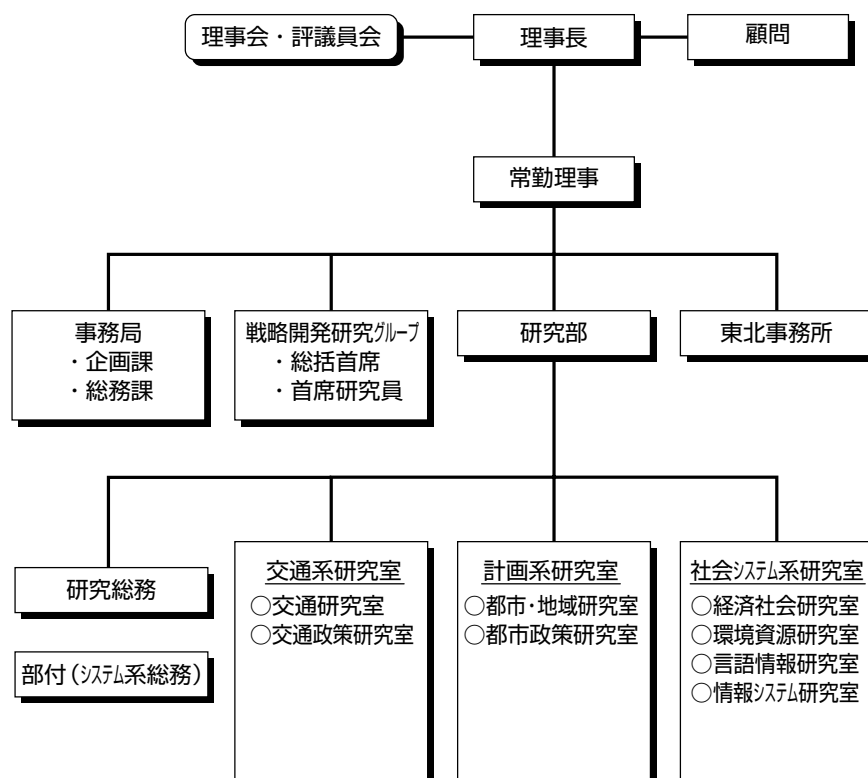 理事会・評議員会
理事長
顧問
常勤理事
事務局
・企画課
・総務課
戦略開発研究グループ
・総括首席
・首席研究員
研究部
東北事務所
研究総務
部付(システム系総務)
交通系研究室
○交通研究室
○交通政策研究室
計画系研究室
○都市・地域研究室
○都市政策研究室
社会システム系研究室
○経済社会研究室
○環境資源研究室
○言語情報研究室
○情報システム研究室